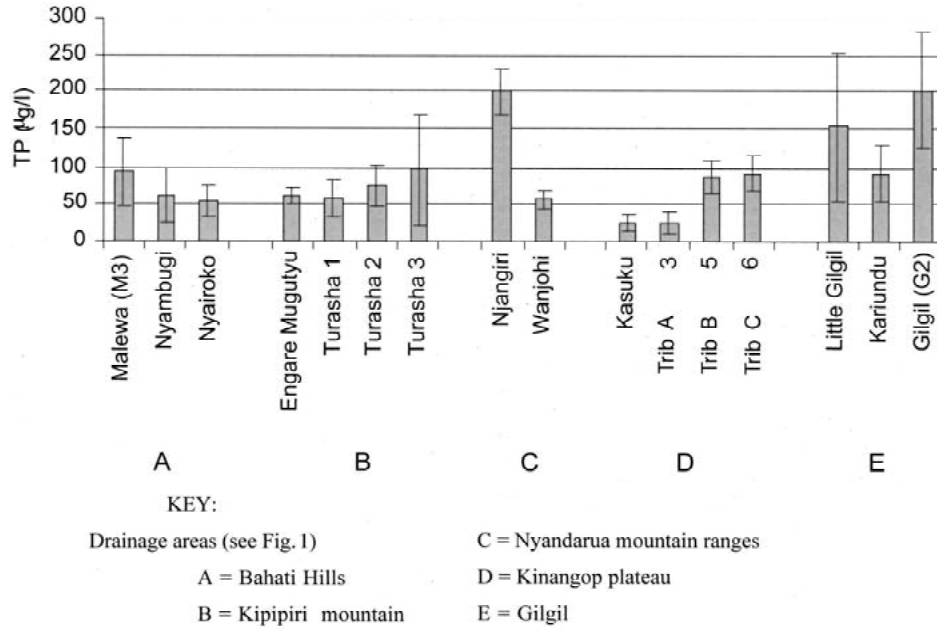 300
250
200
150
100
50
0
TP (µg/l)
Malewa (M3)
Nyambugi
Nyairoko
Engare Mugutyu
Turasha 1
Turasha 2
Turasha 3
Njangiri
Wanjohi
Kasuku
Trib A 3
Trib B 5
Trib C 6
Little Gilgil
Kariundu
Gilgil (G2)
A B C D E
KEY:
Drainage areas (see Fig. 1)
A = Bahati Hills
B = Kipipiri mountain
C = Nyandarua mountain ranges
D = Kinangop plateau
E = Gilgil